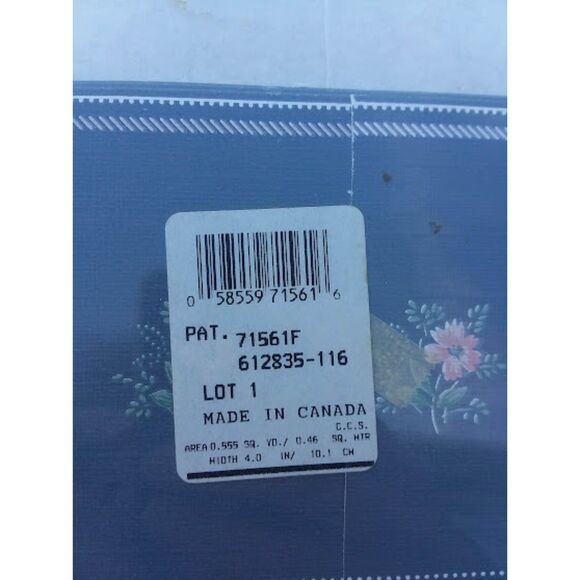 0 58559 71561 6
PAT. 71561F
612835-116
LOT 1
MADE IN CANADA
C.C.S.
AREA 0.555 SQ. YD./ 0.46 SQ. MTR
WIDTH 4.0 IN/ 10.1 CM